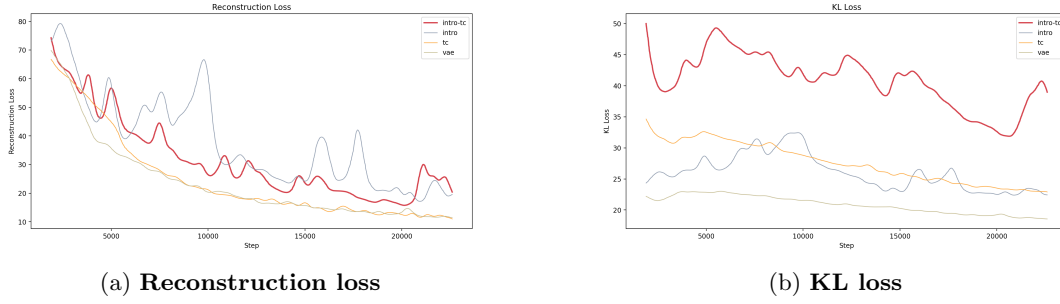 Reconstruction Loss
80
70
60
50
40
30
20
10
Reconstruction Loss
5000
10000
15000
20000
Step
intro-tc
intro
tc
vae
(a) Reconstruction loss
KL Loss
50
45
40
35
30
25
20
KL Loss
5000
10000
15000
20000
Step
intro-tc
intro
tc
vae
(b) KL loss